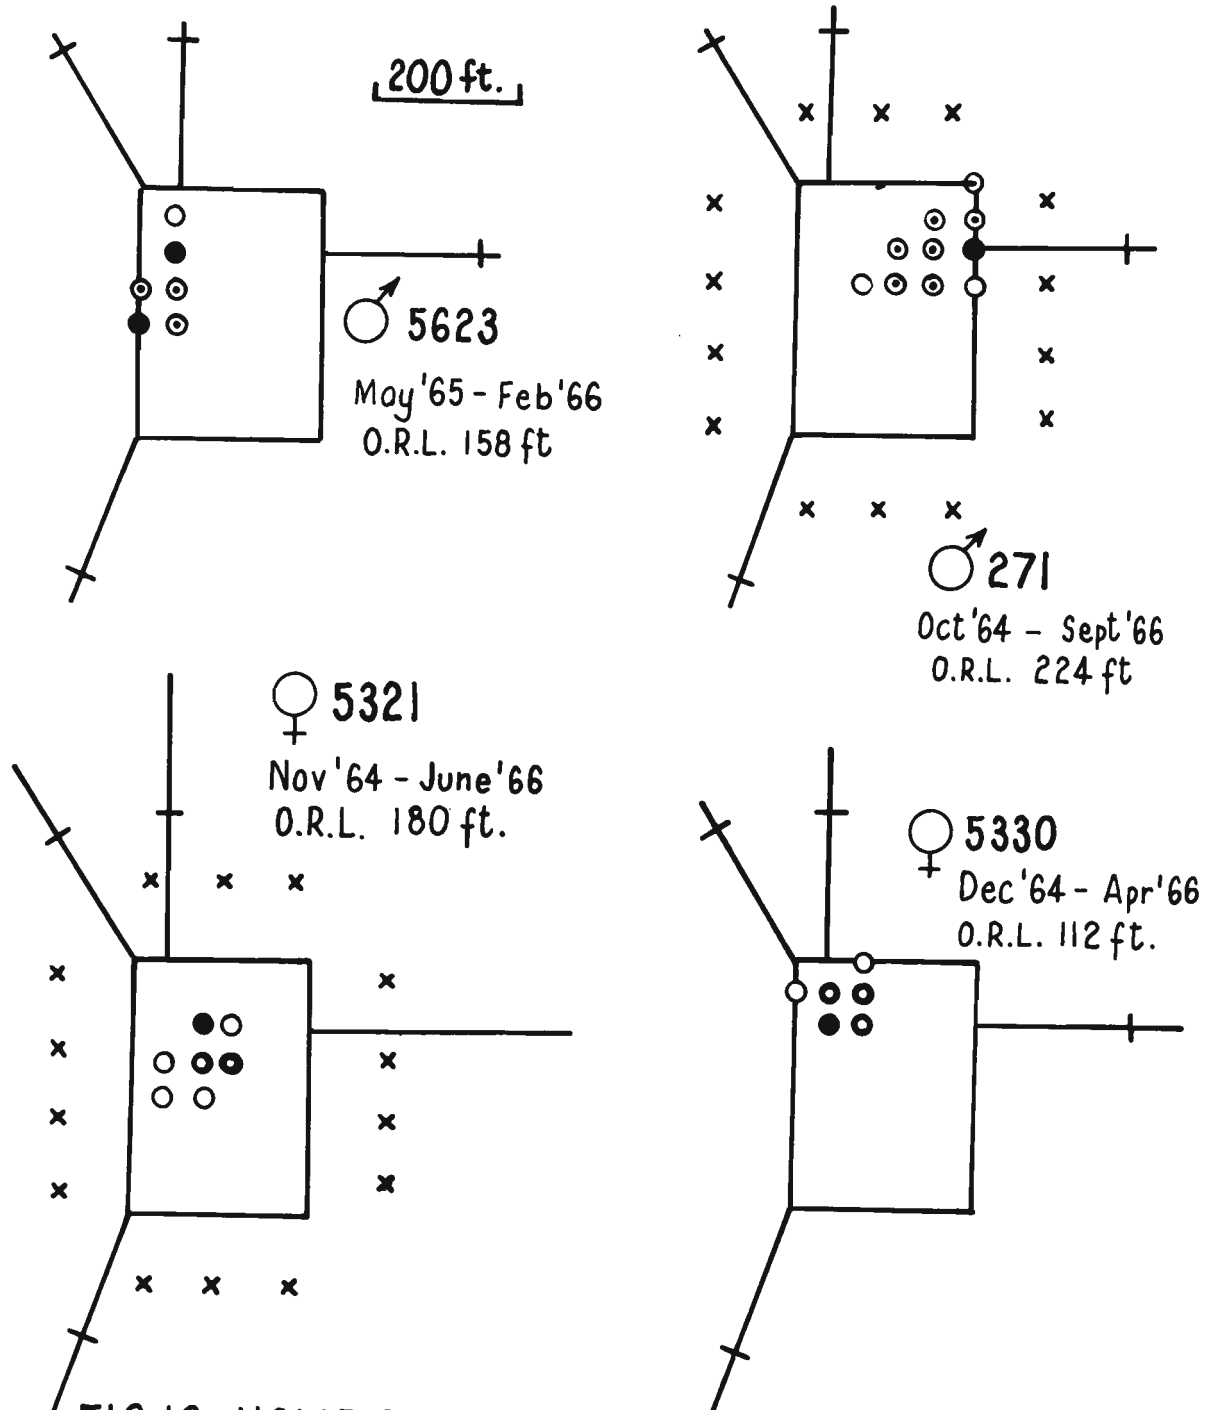 200 ft.
5623
May '65 - Feb '66
O.R.L. 158 ft
271
Oct '64 - Sept '66
O.R.L. 224 ft
5321
Nov '64 - June '66
O.R.L. 180 ft.
5330
Dec '64 - Apr '66
O.R.L. 112 ft.